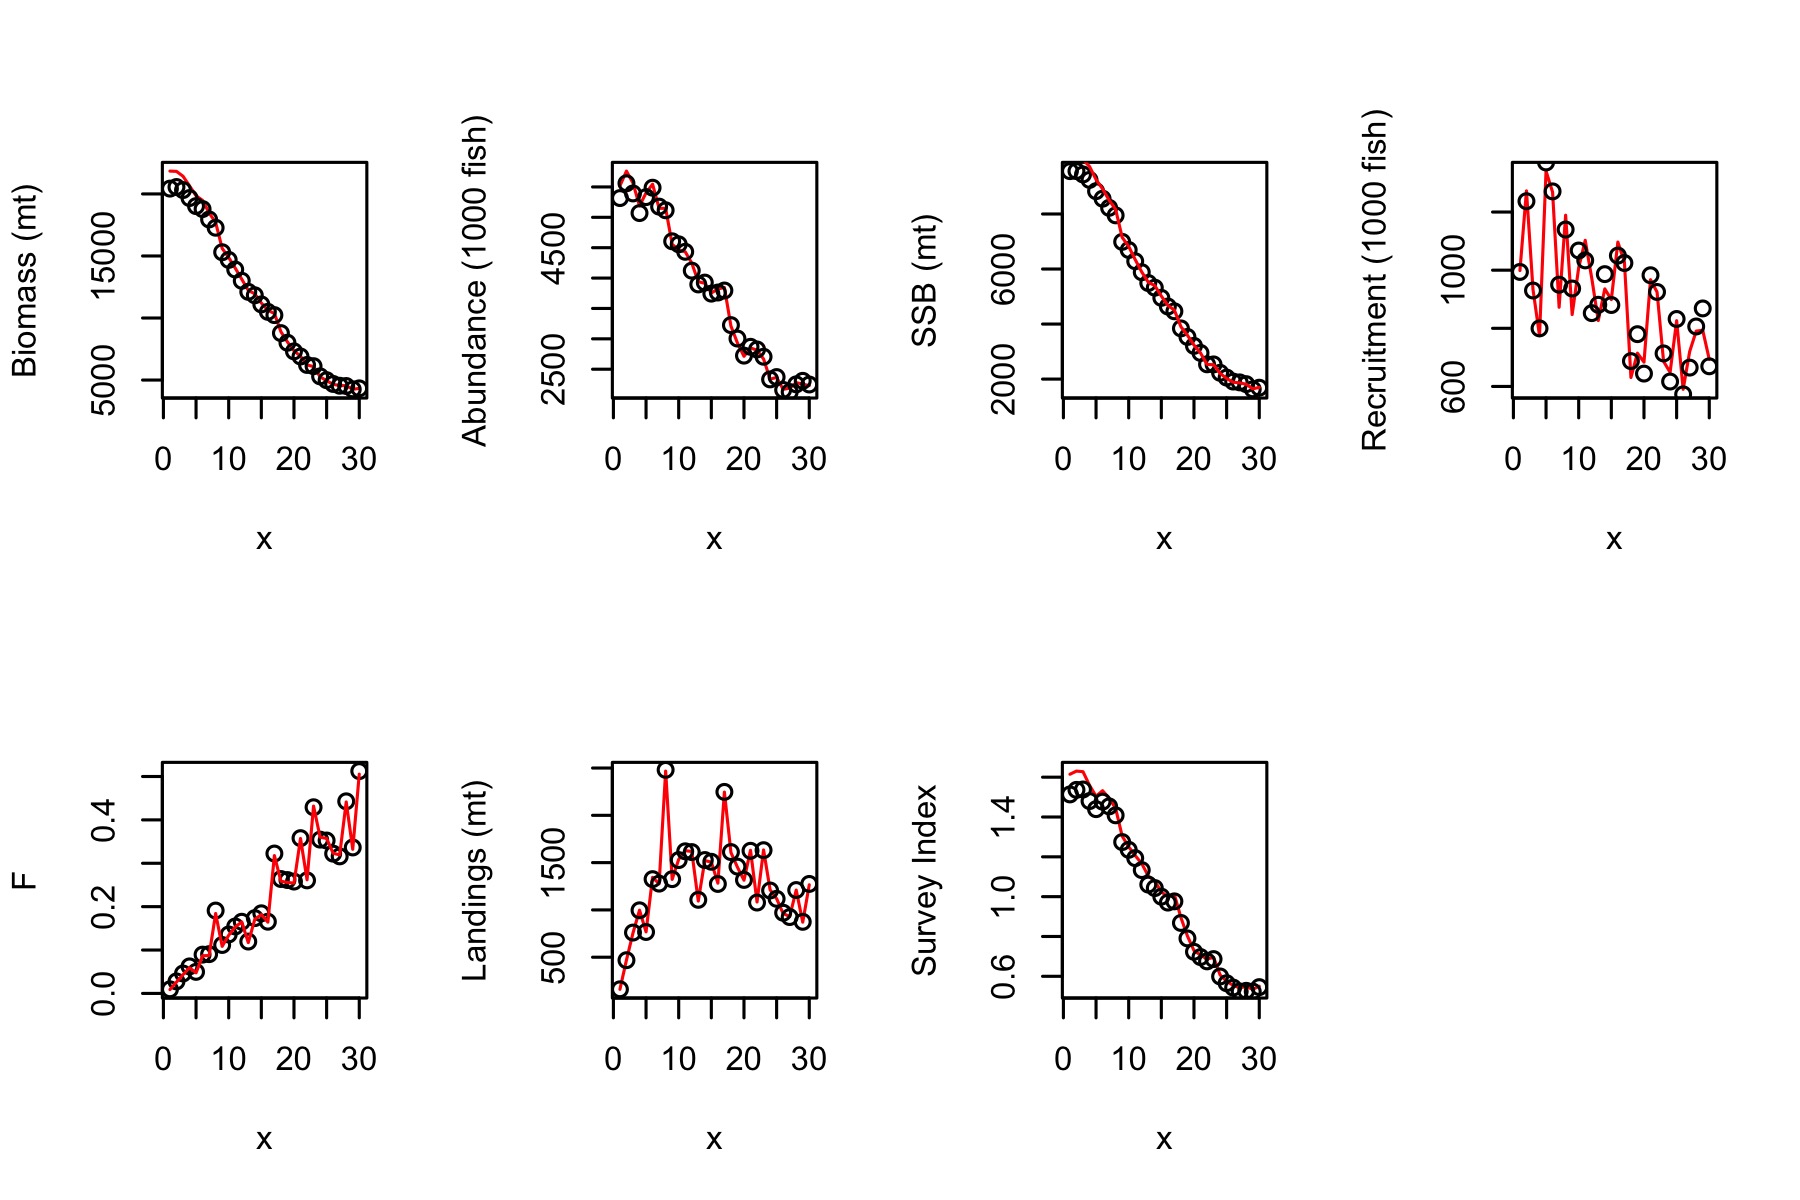 Biomass (mt)
5000 15000
0 10 20 30
x
Abundance (1000 fish)
2500 4500
0 10 20 30
x
SSB (mt)
2000 6000
0 10 20 30
x
Recruitment (1000 fish)
600 1000
0 10 20 30
x
F
0.0 0.2 0.4
0 10 20 30
x
Landings (mt)
500 1500
0 10 20 30
x
Survey Index
0.6 1.0 1.4
0 10 20 30
x